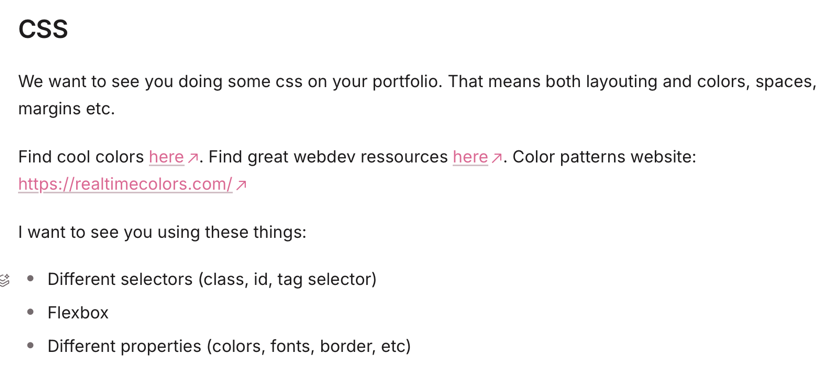 CSS
We want to see you doing some css on your portfolio. That means both layouting and colors, spaces,
margins etc.
Find cool colors here ↗. Find great webdev ressources here ↗. Color patterns website:
https://realtimecolors.com/ ↗
I want to see you using these things:
• Different selectors (class, id, tag selector)
• Flexbox
• Different properties (colors, fonts, border, etc)